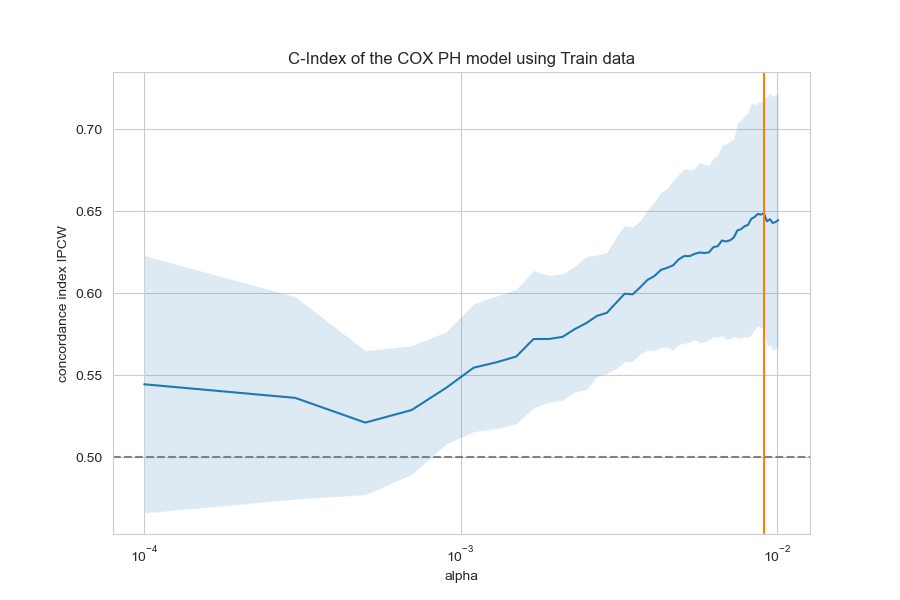 C-Index of the COX PH model using Train data
concordance index IPCW
0.70
0.65
0.60
0.55
0.50
10⁻⁴
10⁻³
10⁻²
alpha